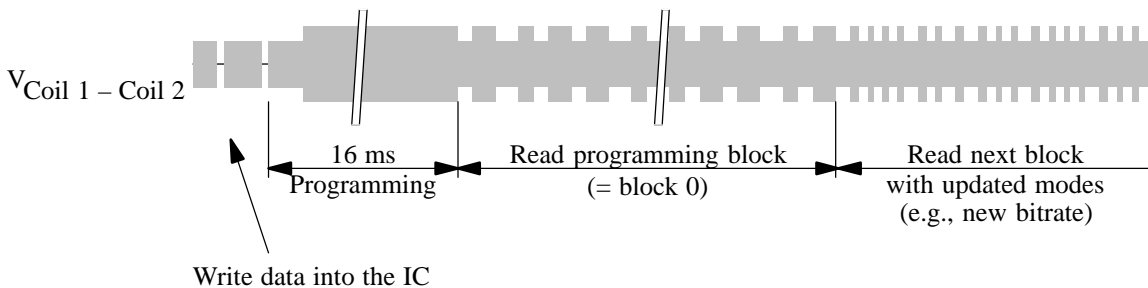 V Coil 1 – Coil 2
16 ms
Programming
Read programming block
(= block 0)
Read next block
with updated modes
(e.g., new bitrate)
Write data into the IC